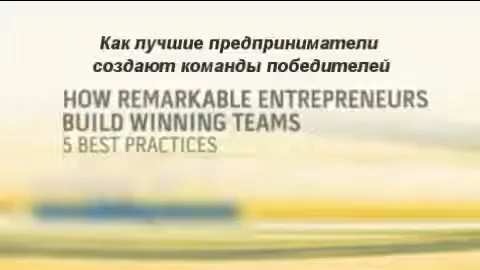 Как лучшие предприниматели
создают команды победителей
HOW REMARKABLE ENTREPRENEURS
BUILD WINNING TEAMS
5 BEST PRACTICES